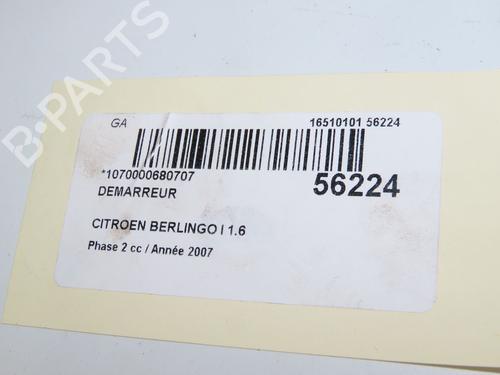 B-PARTS
GA 16510101 56224
*1070000680707 56224
DEMARREUR
CITROEN BERLINGO I 1.6
Phase 2 cc / Année 2007